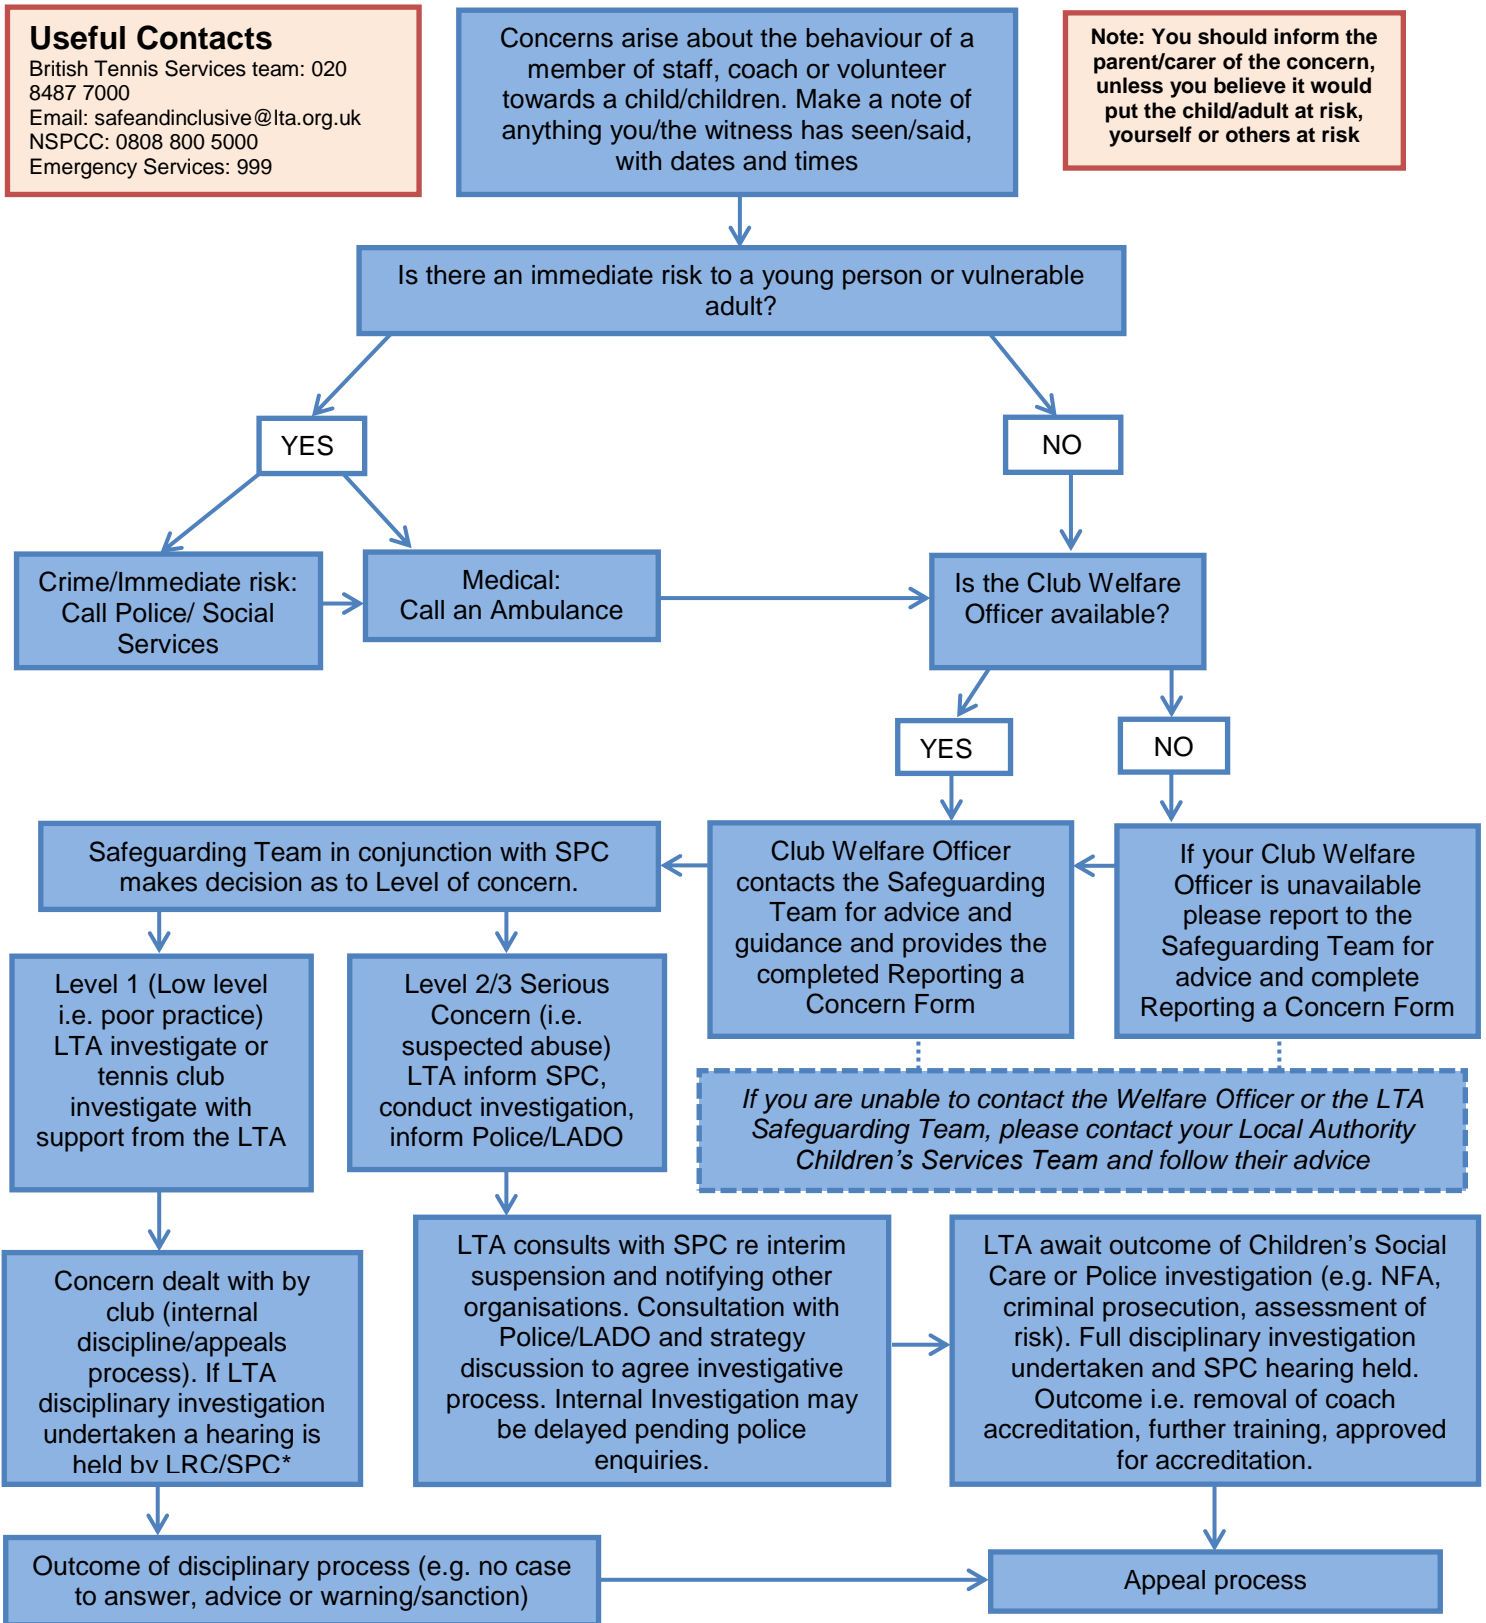 Useful Contacts
British Tennis Services team: 020
8487 7000
Email: safeandinclusive@lta.org.uk
NSPCC: 0808 800 5000
Emergency Services: 999
Concerns arise about the behaviour of a
member of staff, coach or volunteer
towards a child/children. Make a note of
anything you/the witness has seen/said,
with dates and times
Note: You should inform the
parent/carer of the concern,
unless you believe it would
put the child/adult at risk,
yourself or others at risk
Is there an immediate risk to a young person or vulnerable
adult?
YES
NO
Crime/Immediate risk:
Call Police/ Social
Services
Medical:
Call an Ambulance
Is the Club Welfare
Officer available?
YES
NO
Safeguarding Team in conjunction with SPC
makes decision as to Level of concern.
Club Welfare Officer
contacts the Safeguarding
Team for advice and
guidance and provides the
completed Reporting a
Concern Form
If your Club Welfare
Officer is unavailable
please report to the
Safeguarding Team for
advice and complete
Reporting a Concern Form
Level 1 (Low level
i.e. poor practice)
LTA investigate or
tennis club
investigate with
support from the LTA
Level 2/3 Serious
Concern (i.e.
suspected abuse)
LTA inform SPC,
conduct investigation,
inform Police/LADO
If you are unable to contact the Welfare Officer or the LTA
Safeguarding Team, please contact your Local Authority
Children's Services Team and follow their advice
Concern dealt with by
club (internal
discipline/appeals
process). If LTA
disciplinary investigation
undertaken a hearing is
held by LRC/SPC*
LTA consults with SPC re interim
suspension and notifying other
organisations. Consultation with
Police/LADO and strategy
discussion to agree investigative
process. Internal Investigation may
be delayed pending police
enquiries.
LTA await outcome of Children's Social
Care or Police investigation (e.g. NFA,
criminal prosecution, assessment of
risk). Full disciplinary investigation
undertaken and SPC hearing held.
Outcome i.e. removal of coach
accreditation, further training, approved
for accreditation.
Outcome of disciplinary process (e.g. no case
to answer, advice or warning/sanction)
Appeal process